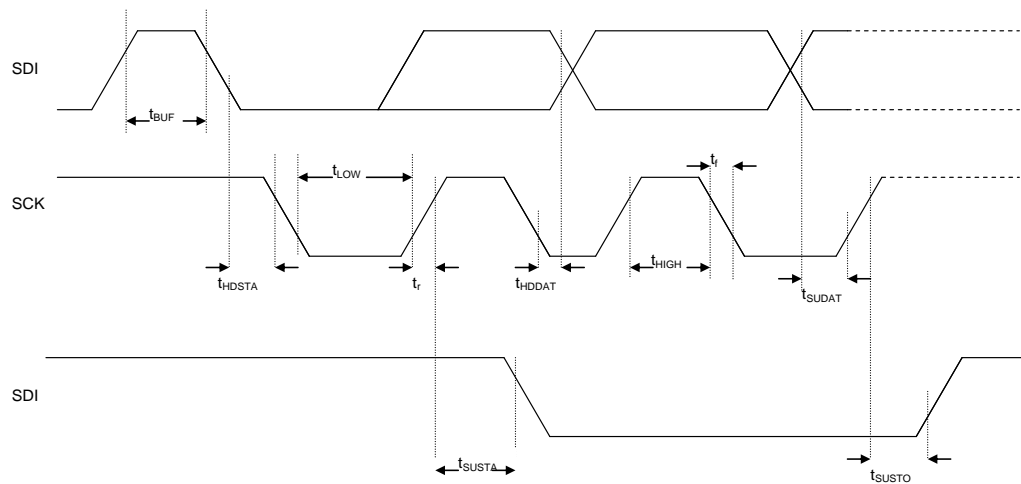 SDI
tBUF
tLOW
tf
SCK
tHDSTA
tr
tHDDAT
tHIGH
tSUDAT
SDI
tSUSTA
tSUSTO